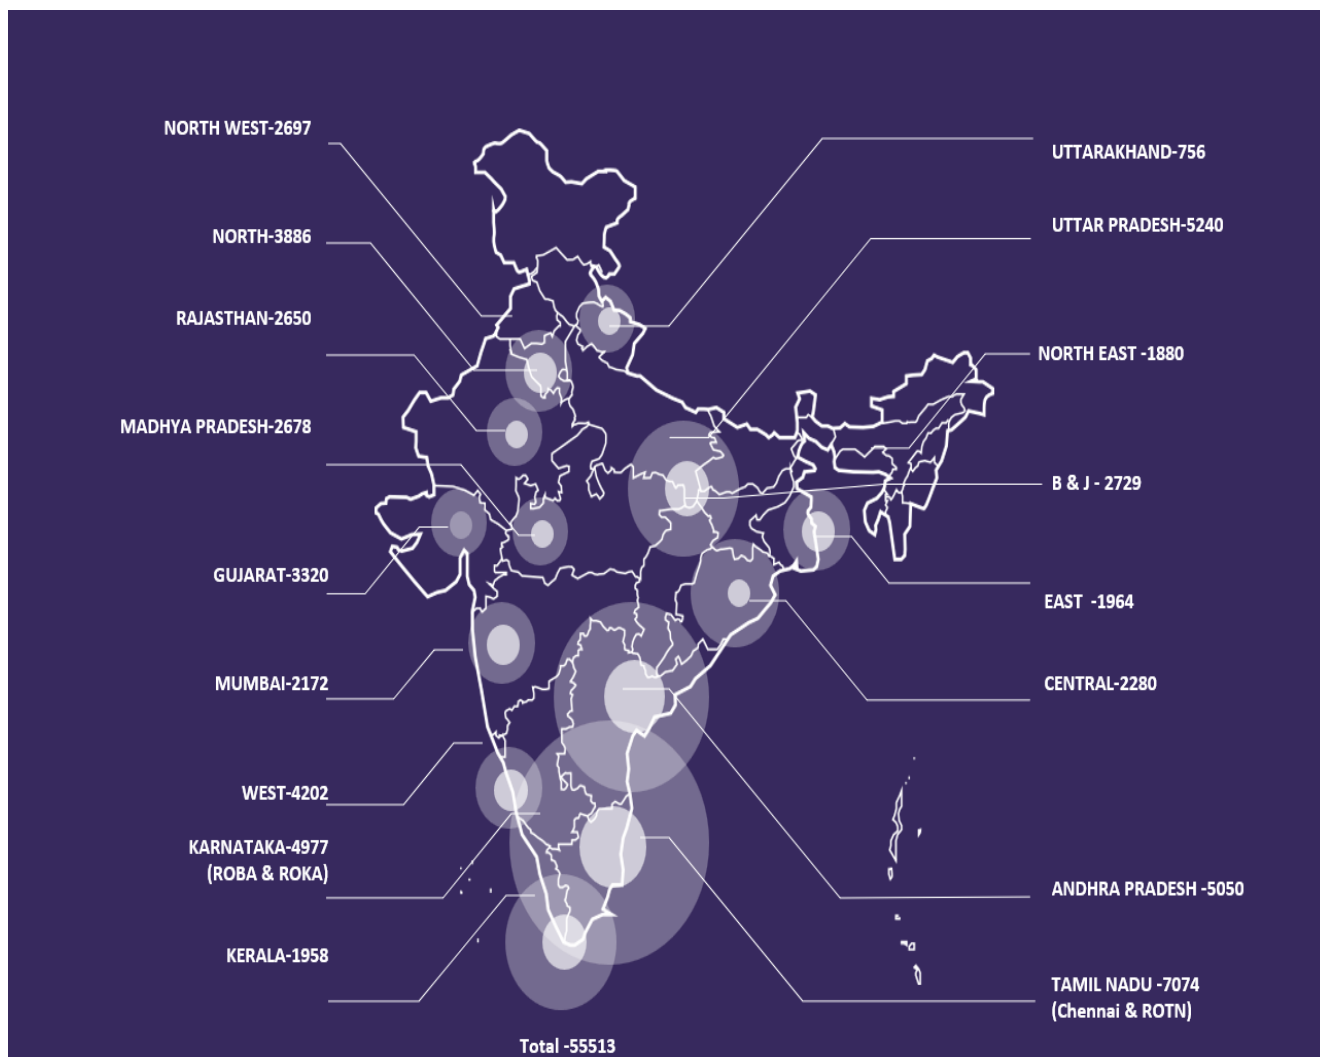 NORTH WEST-2697
NORTH-3886
RAJASTHAN-2650
MADHYA PRADESH-2678
GUJARAT-3320
MUMBAI-2172
WEST-4202
KARNATAKA-4977
(ROBA & ROKA)
KERALA-1958
UTTARAKHAND-756
UTTAR PRADESH-5240
NORTH EAST -1880
B & J - 2729
EAST -1964
CENTRAL-2280
ANDHRA PRADESH -5050
TAMIL NADU -7074
(Chennai & ROTN)
Total -55513